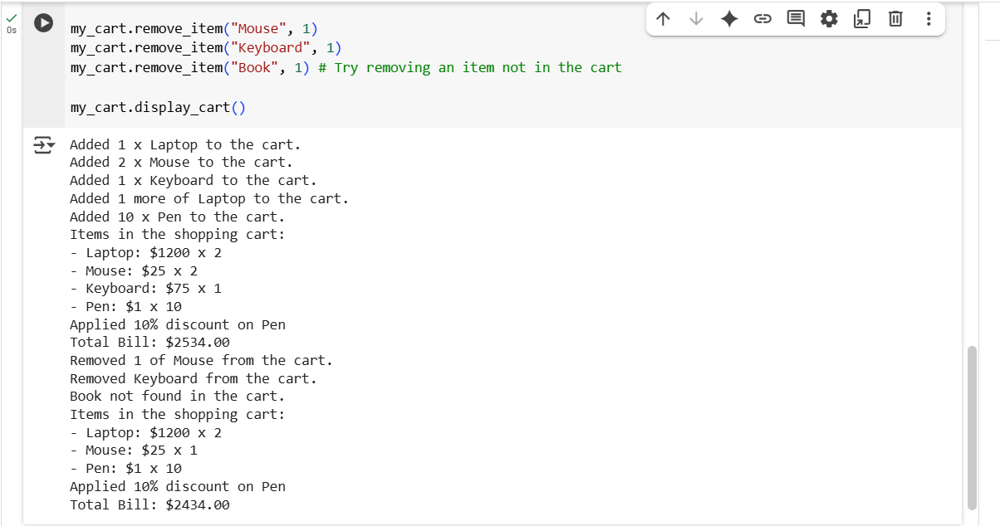 my_cart.remove_item("Mouse", 1)
0s
my_cart.remove_item("Keyboard", 1)
my_cart.remove_item("Book", 1) # Try removing an item not in the cart
my_cart.display_cart()
Added 1 x Laptop to the cart.
Added 2 x Mouse to the cart.
Added 1 x Keyboard to the cart.
Added 1 more of Laptop to the cart.
Added 10 x Pen to the cart.
Items in the shopping cart:
- Laptop: $1200 x 2
- Mouse: $25 x 2
- Keyboard: $75 x 1
- Pen: $1 x 10
Applied 10% discount on Pen
Total Bill: $2534.00
Removed 1 of Mouse from the cart.
Removed Keyboard from the cart.
Book not found in the cart.
Items in the shopping cart:
- Laptop: $1200 x 2
- Mouse: $25 x 1
- Pen: $1 x 10
Applied 10% discount on Pen
Total Bill: $2434.00